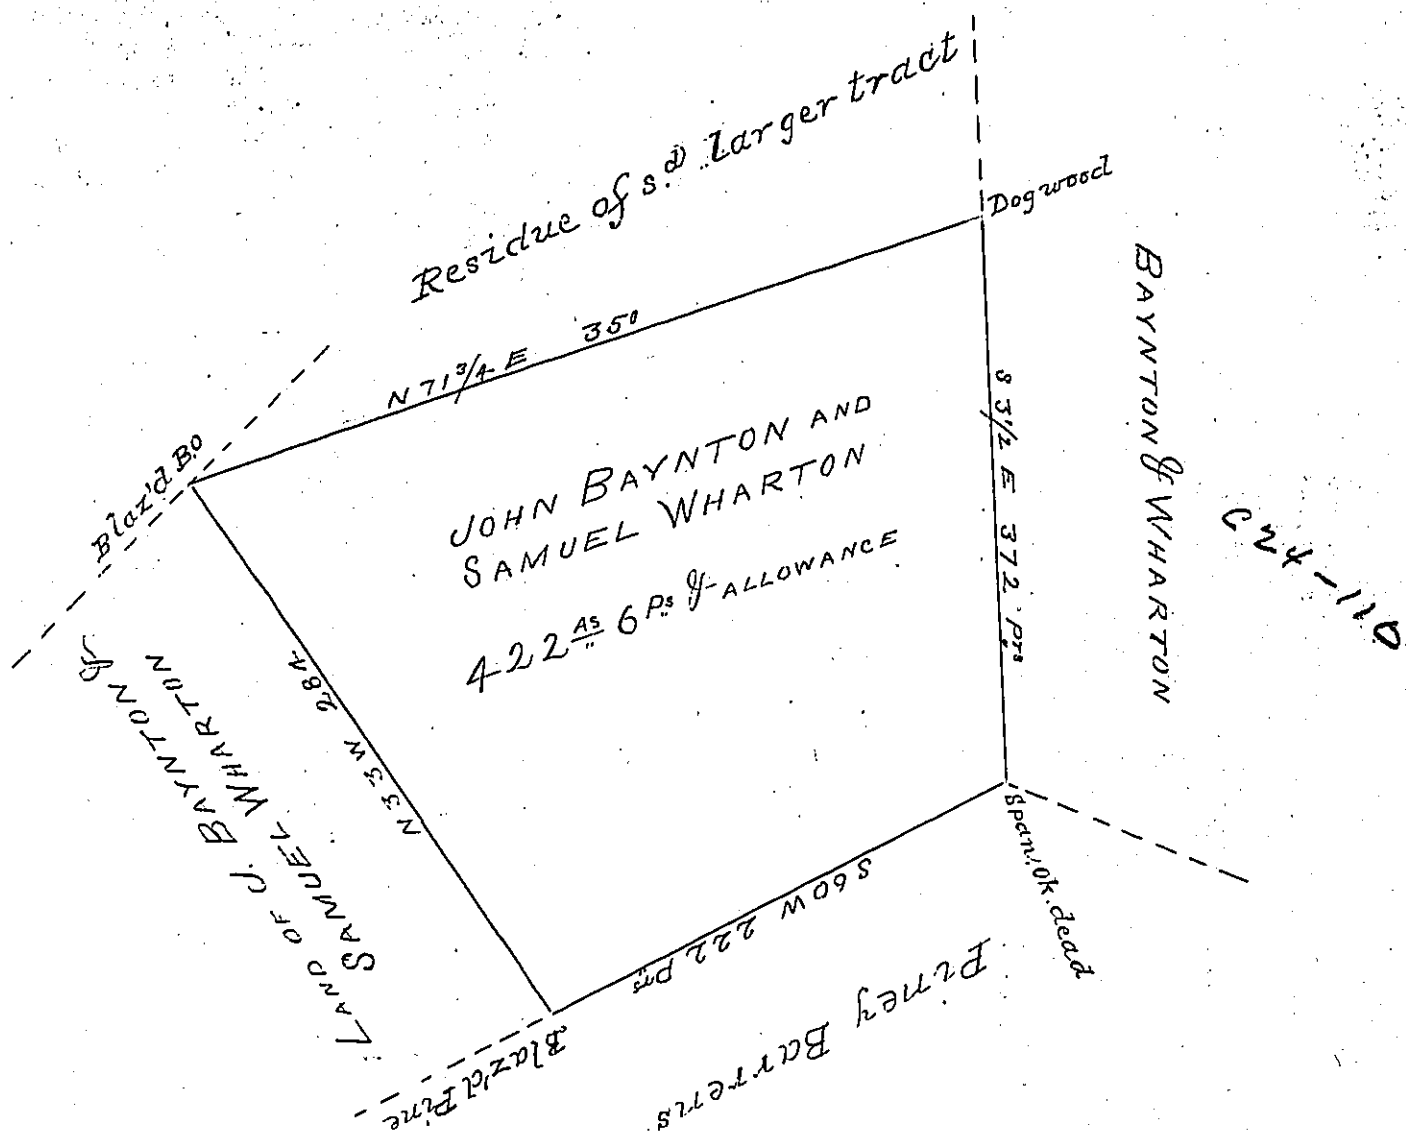 Residue of s.d larger tract
Dogwood
N 71 3/4 E 350
Blaz'd B.O
JOHN BAYNTON AND
SAMUEL WHARTON
422 As 6 Ps & ALLOWANCE
S 3 1/2 E 372 Prs
BAYNTON & WHARTON
C24-110
N 33 W 284
LAND OF J. BAYNTON &
SAMUEL WHARTON
S 60 W 222 Prs
Span: ok. dead
Blaz'd Pine
Piney Barrens